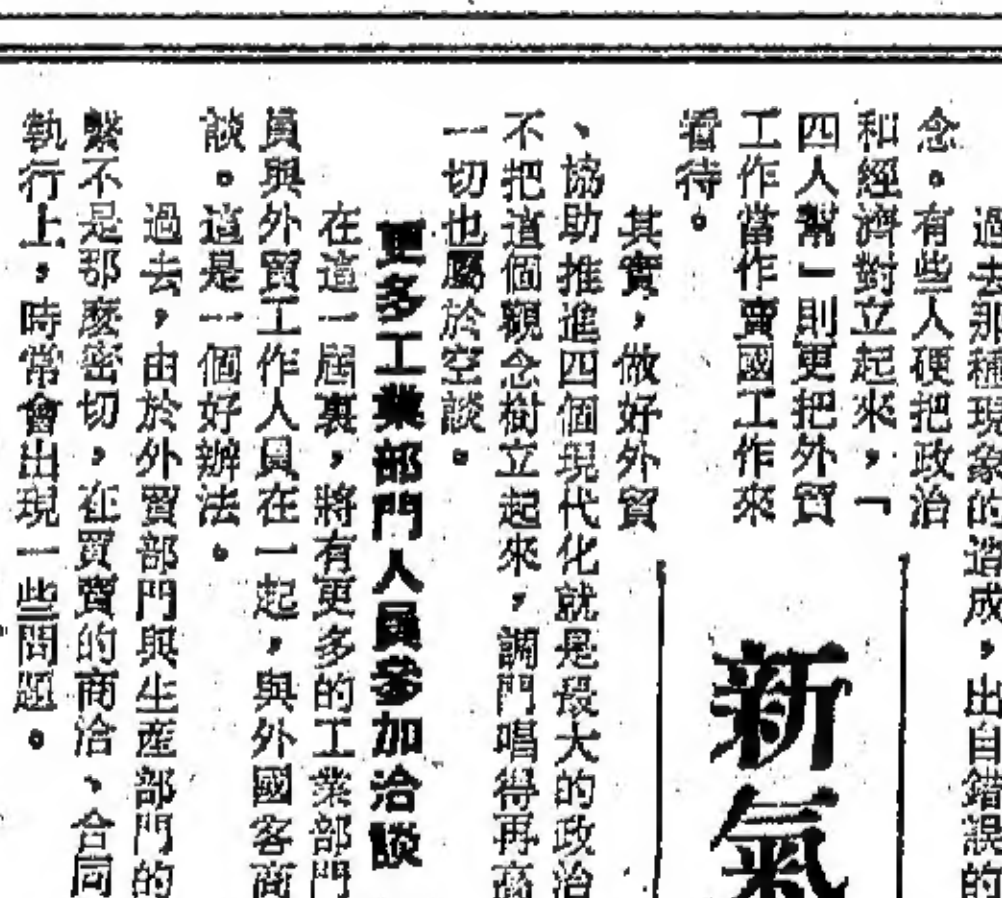 過去那種現象的造成，出自錯誤的
念。有些人硬把政治
和經濟對立起來，「
四人幫」則更把外貿
工作當作賣國工作來
看待。
其實，做好外貿
新氣
、協助推進四個現代化就是最大的政治
不把這個觀念樹立起來，調門唱得再高
一切也屬於空談。
更多工業部門人員參加洽談
在這一屆裏，將有更多的工業部門
員與外貿工作人員在一起，與外國客商
談。這是一個好辦法。
過去，由於外貿部門與生產部門的
繫不是那麼密切，在買賣的商洽、合同
執行上，時常會出現一些問題。